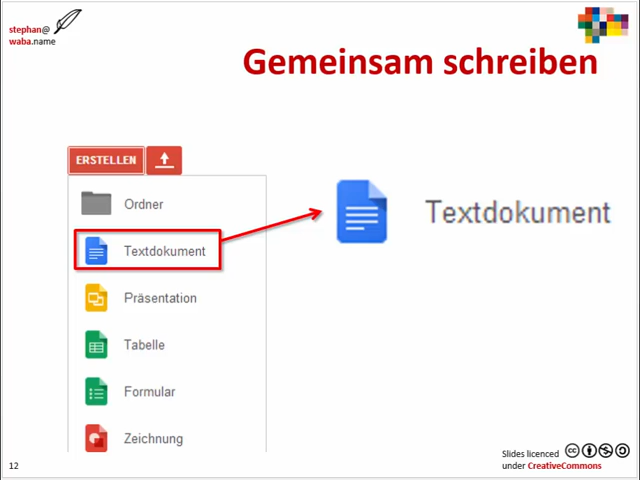 stephan@
waba.name
Gemeinsam schreiben
ERSTELLEN
Ordner
Textdokument
Präsentation
Tabelle
Formular
Zeichnung
Textdokument
12
Slides licenced
under CreativeCommons